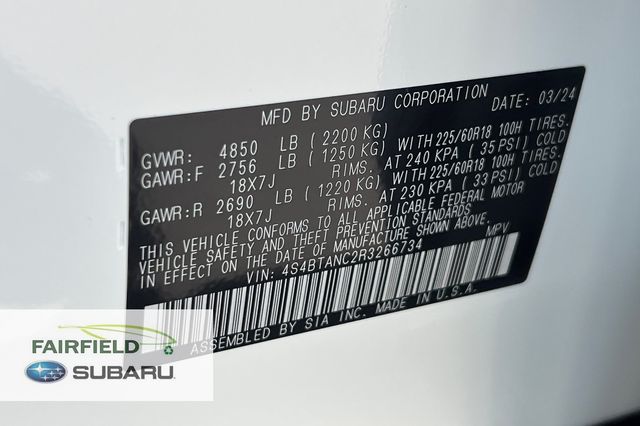 MFD BY SUBARU CORPORATION DATE: 03/24
GVWR: 4850 LB (2200 KG)
GAWR:F 2756 LB (1250 KG) WITH 225/60R18 100H TIRES.
18X7J RIMS. AT 240 KPA (35 PSI) COLD
GAWR:R 2690 LB (1220 KG) WITH 225/60R18 100H TIRES.
18X7J RIMS. AT 230 KPA (33 PSI) COLD
THIS VEHICLE CONFORMS TO ALL APPLICABLE FEDERAL MOTOR
VEHICLE SAFETY AND THEFT PREVENTION STANDARDS
IN EFFECT ON THE DATE OF MANUFACTURE SHOWN ABOVE.
VIN: 4S4BTANC2R3266734 MPV
ASSEMBLED BY SIA INC. MADE IN U.S.A.
FAIRFIELD
SUBARU